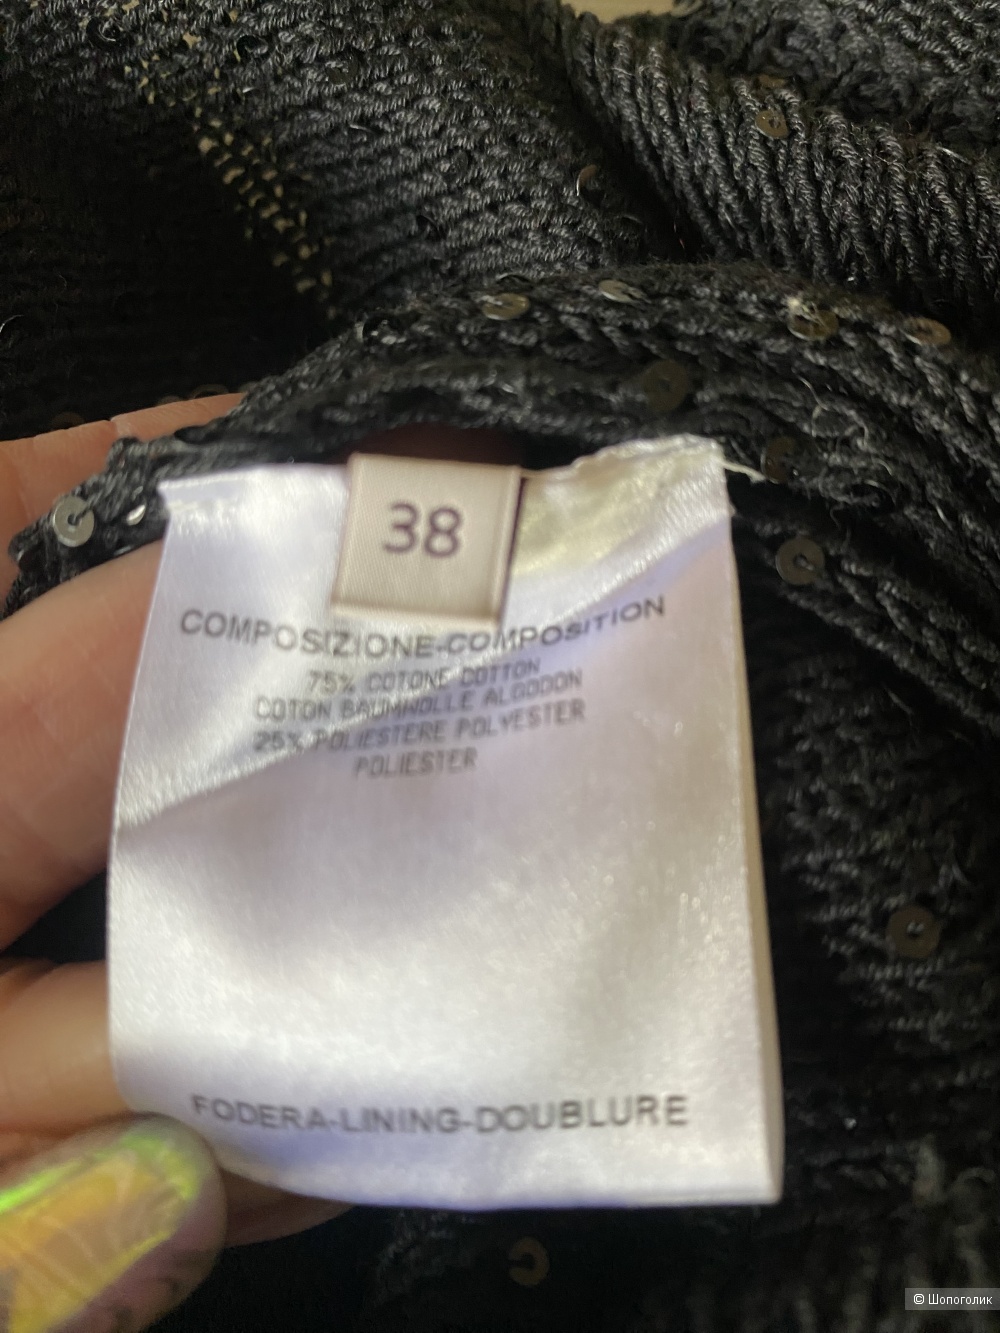 38
COMPOSIZIONE-COMPOSITION
75% COTONE COTTON
COTON BAUMWOLLE ALGODON
25% POLIESTERE POLYESTER
POLIESTER
FODERA-LINING-DOUBLURE
© Шопоголик